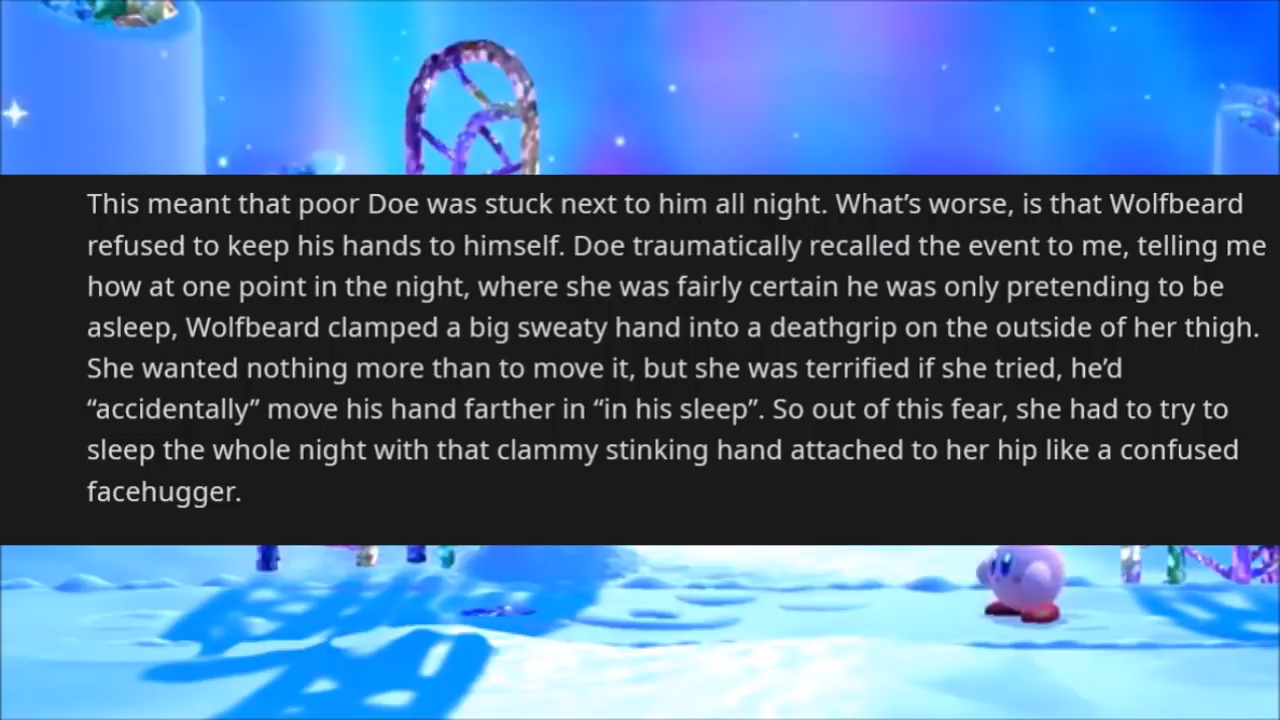 This meant that poor Doe was stuck next to him all night. What’s worse, is that Wolfbeard
refused to keep his hands to himself. Doe traumatically recalled the event to me, telling me
how at one point in the night, where she was fairly certain he was only pretending to be
asleep, Wolfbeard clamped a big sweaty hand into a deathgrip on the outside of her thigh.
She wanted nothing more than to move it, but she was terrified if she tried, he’d
“accidentally” move his hand farther in “in his sleep”. So out of this fear, she had to try to
sleep the whole night with that clammy stinking hand attached to her hip like a confused
facehugger.